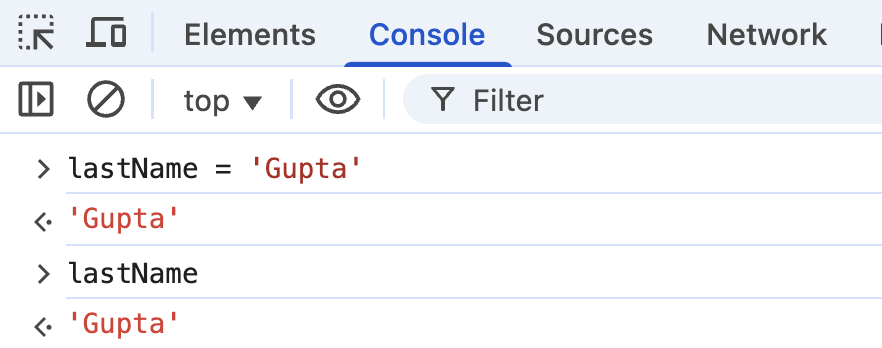 Elements Console Sources Network
top Filter
lastName = 'Gupta'
'Gupta'
lastName
'Gupta'